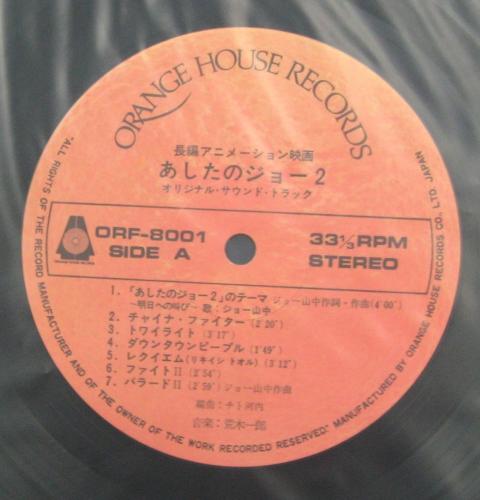 ORANGE HOUSE RECORDS
長編アニメーション映画
あしたのジョー2
オリジナル・サウンド・トラック
ORF-8001
SIDE A
33⅓RPM
STEREO
1.「あしたのジョー2」のテーマ ジョー山中作詞・作曲(4′00″)
~明日への叫び~ 歌:ジョー山中
2. チャイナ・ファイター(2′20″)
3. トワイライト(3′17″)
4. ダウンタウンピープル(1′49″)
5. レクイエム(リキイシ トオル)(3′12″)
6. ファイトII(2′54″)
7. バラードII(2′59″)ジョー山中作曲
編曲:チト河内
音楽:荒木一郎
"ALL RIGHTS OF THE RECORD MANUFACTURER AND OF THE OWNER OF THE WORK RECORDED RESERVED" MANUFACTURED BY ORANGE HOUSE RECORDS CO., LTD. JAPAN